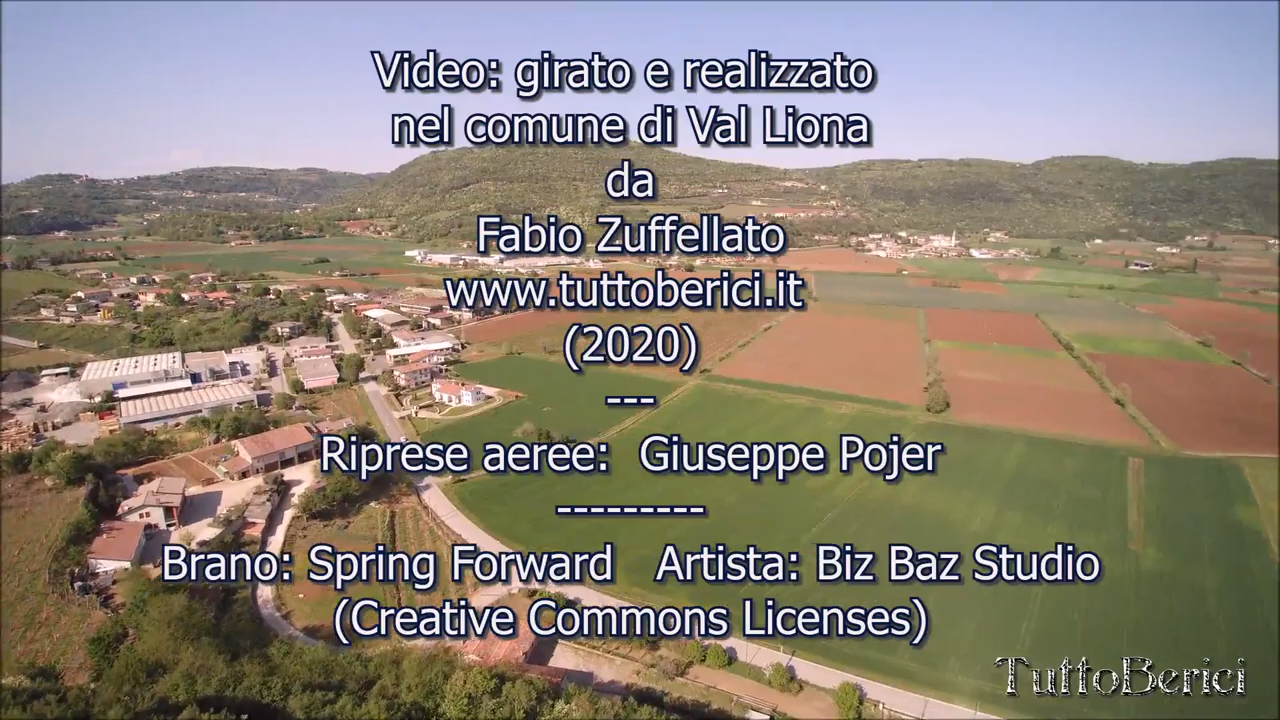 Video: girato e realizzato
nel comune di Val Liona
da
Fabio Zuffellato
www.tuttoberici.it
(2020)
---
Riprese aeree: Giuseppe Pojer
---------
Brano: Spring Forward Artista: Biz Baz Studio
(Creative Commons Licenses)
TuttoBerici